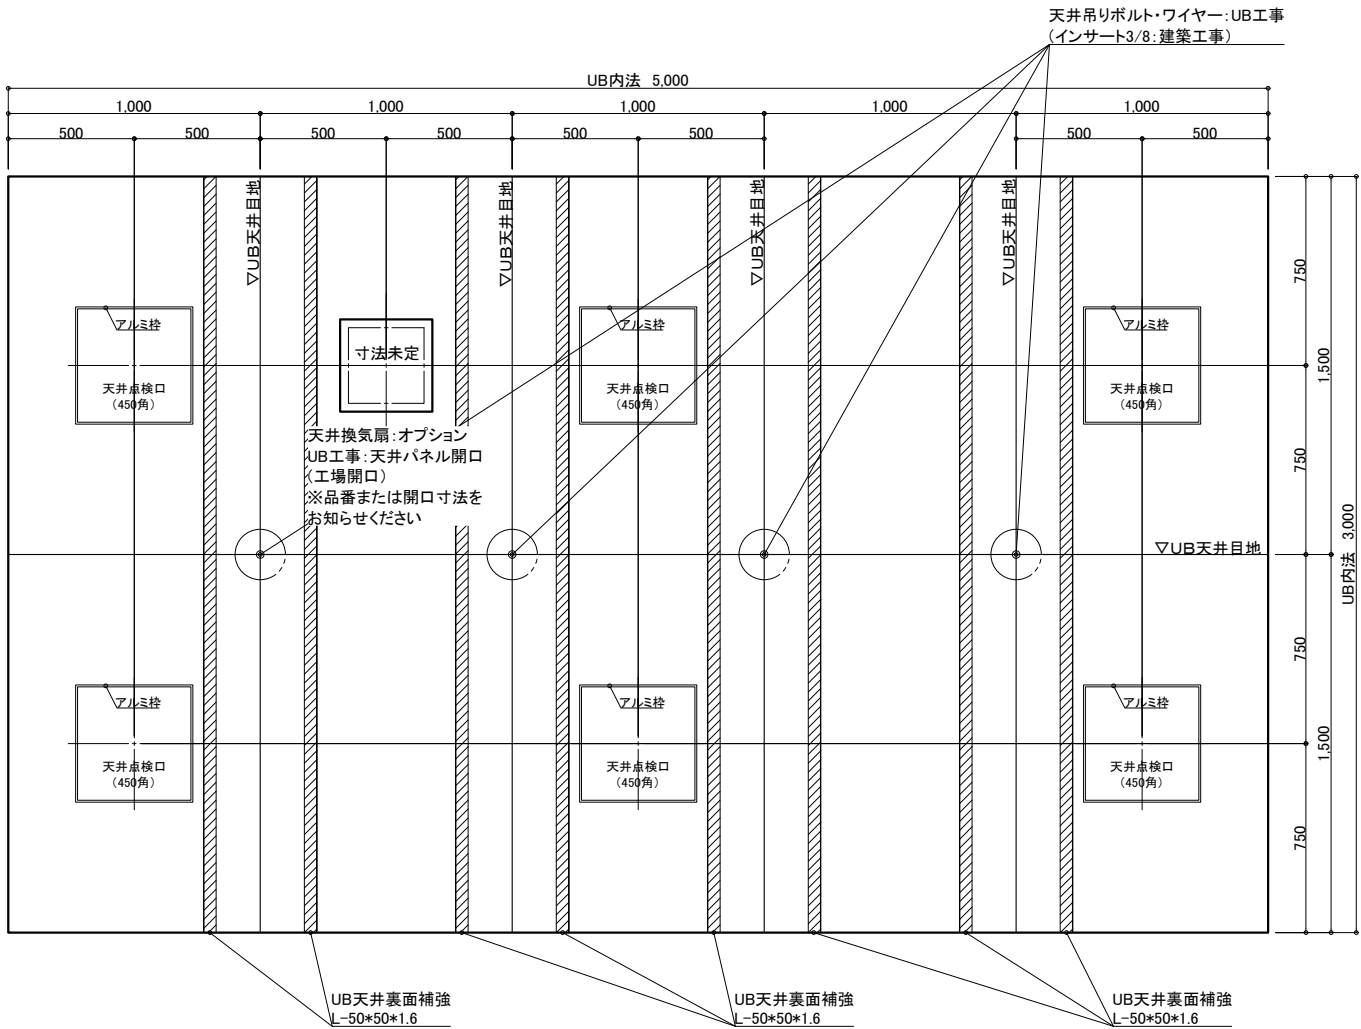 天井吊りボルト・ワイヤー：UB工事
（インサート3/8：建築工事）
UB内法 5,000
1,000 1,000 1,000 1,000 1,000
500 500 500 500 500 500 500 500
▽UB天井目地
▽UB天井目地
▽UB天井目地
▽UB天井目地
アルミ枠
天井点検口
（450角）
寸法未定
アルミ枠
天井点検口
（450角）
アルミ枠
天井点検口
（450角）
天井換気扇：オプション
UB工事：天井パネル開口
（工場開口）
※品番または開口寸法を
お知らせください
▽UB天井目地
アルミ枠
天井点検口
（450角）
アルミ枠
天井点検口
（450角）
アルミ枠
天井点検口
（450角）
750
750
750
750
1,500
1,500
UB内法 3,000
UB天井裏面補強
L-50*50*1.6
UB天井裏面補強
L-50*50*1.6
UB天井裏面補強
L-50*50*1.6